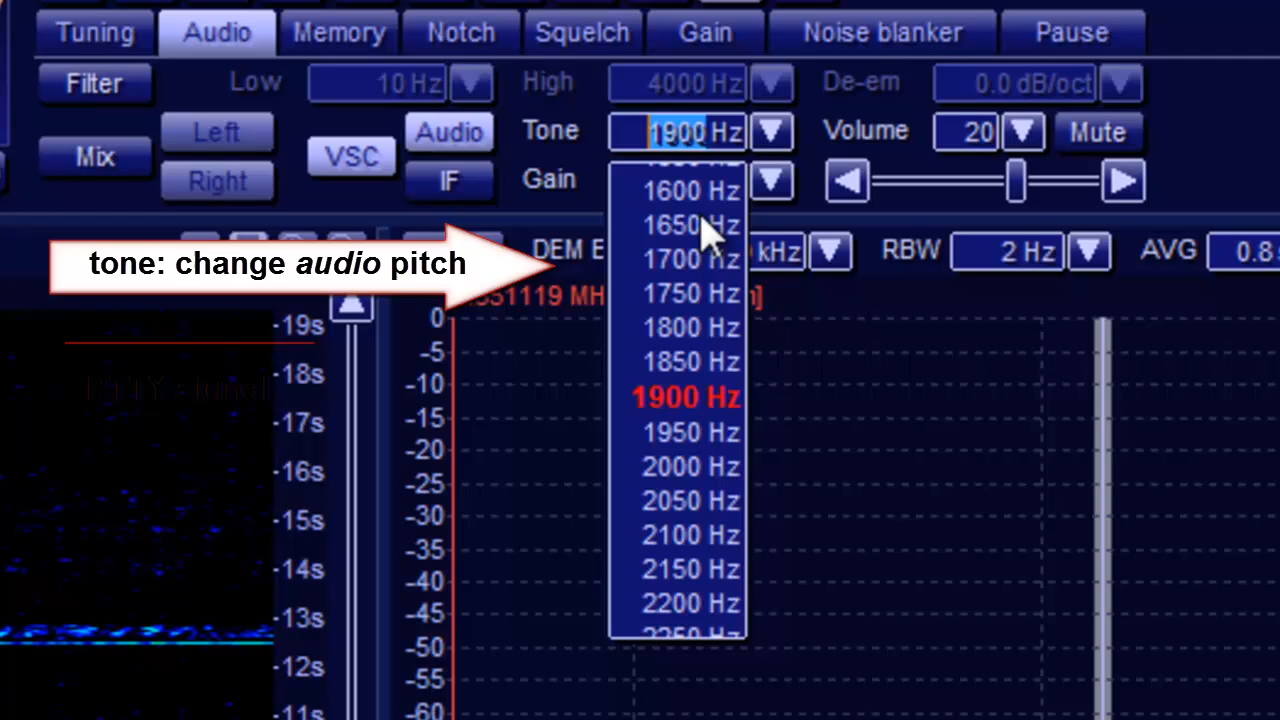 Tuning Audio Memory Notch Squelch Gain Noise blanker Pause
Filter Low 10 Hz High 4000 Hz De-em 0.0 dB/oct
Left Audio Tone 1900 Hz Volume 20 Mute
Mix VSC
Right IF Gain
1600 Hz
1650 Hz
tone: change audio pitch DEM 1700 Hz kHz RBW 2 Hz AVG 0.8
1750 Hz
-19s 0 1800 Hz
-5 1850 Hz
-18s -10 1900 Hz
-17s -15 1950 Hz
-16s -20 2000 Hz
-25 2050 Hz
-15s -30 2100 Hz
-14s -35 2150 Hz
-40 2200 Hz
-13s -45
-50
-12s -55
-11s -60